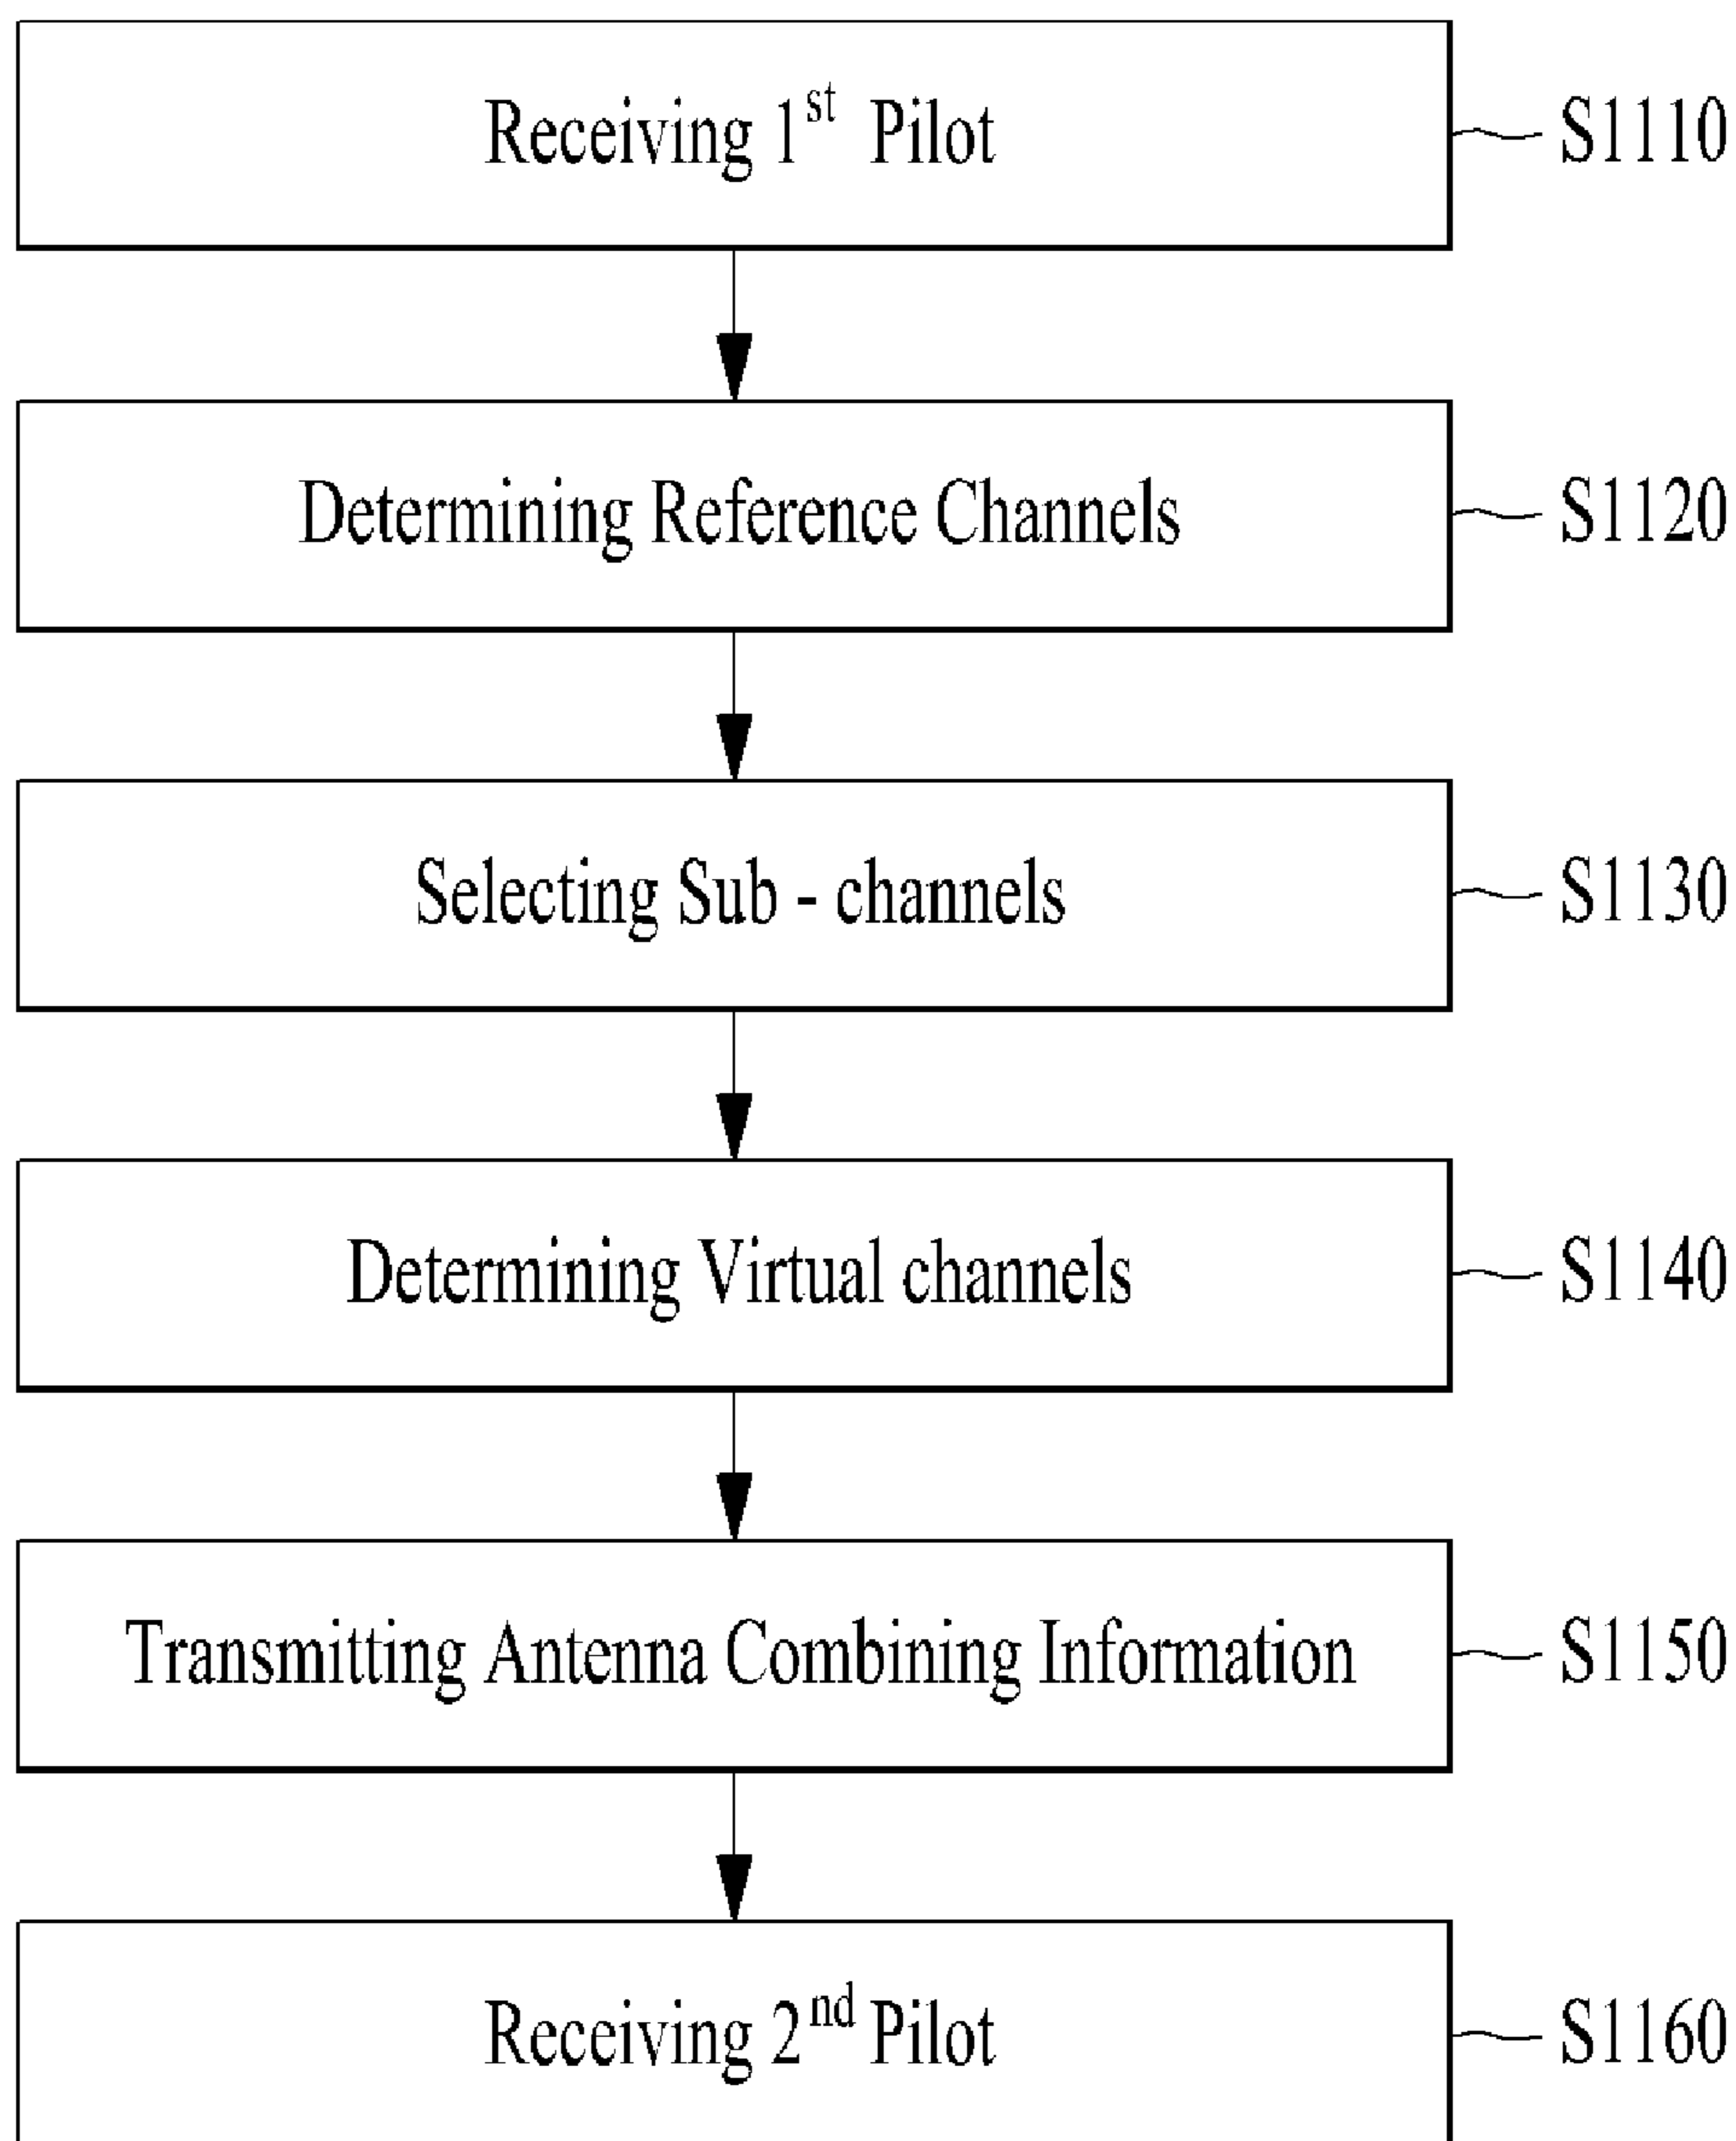 Receiving 1st Pilot S1110
Determining Reference Channels S1120
Selecting Sub - channels S1130
Determining Virtual channels S1140
Transmitting Antenna Combining Information S1150
Receiving 2nd Pilot S1160